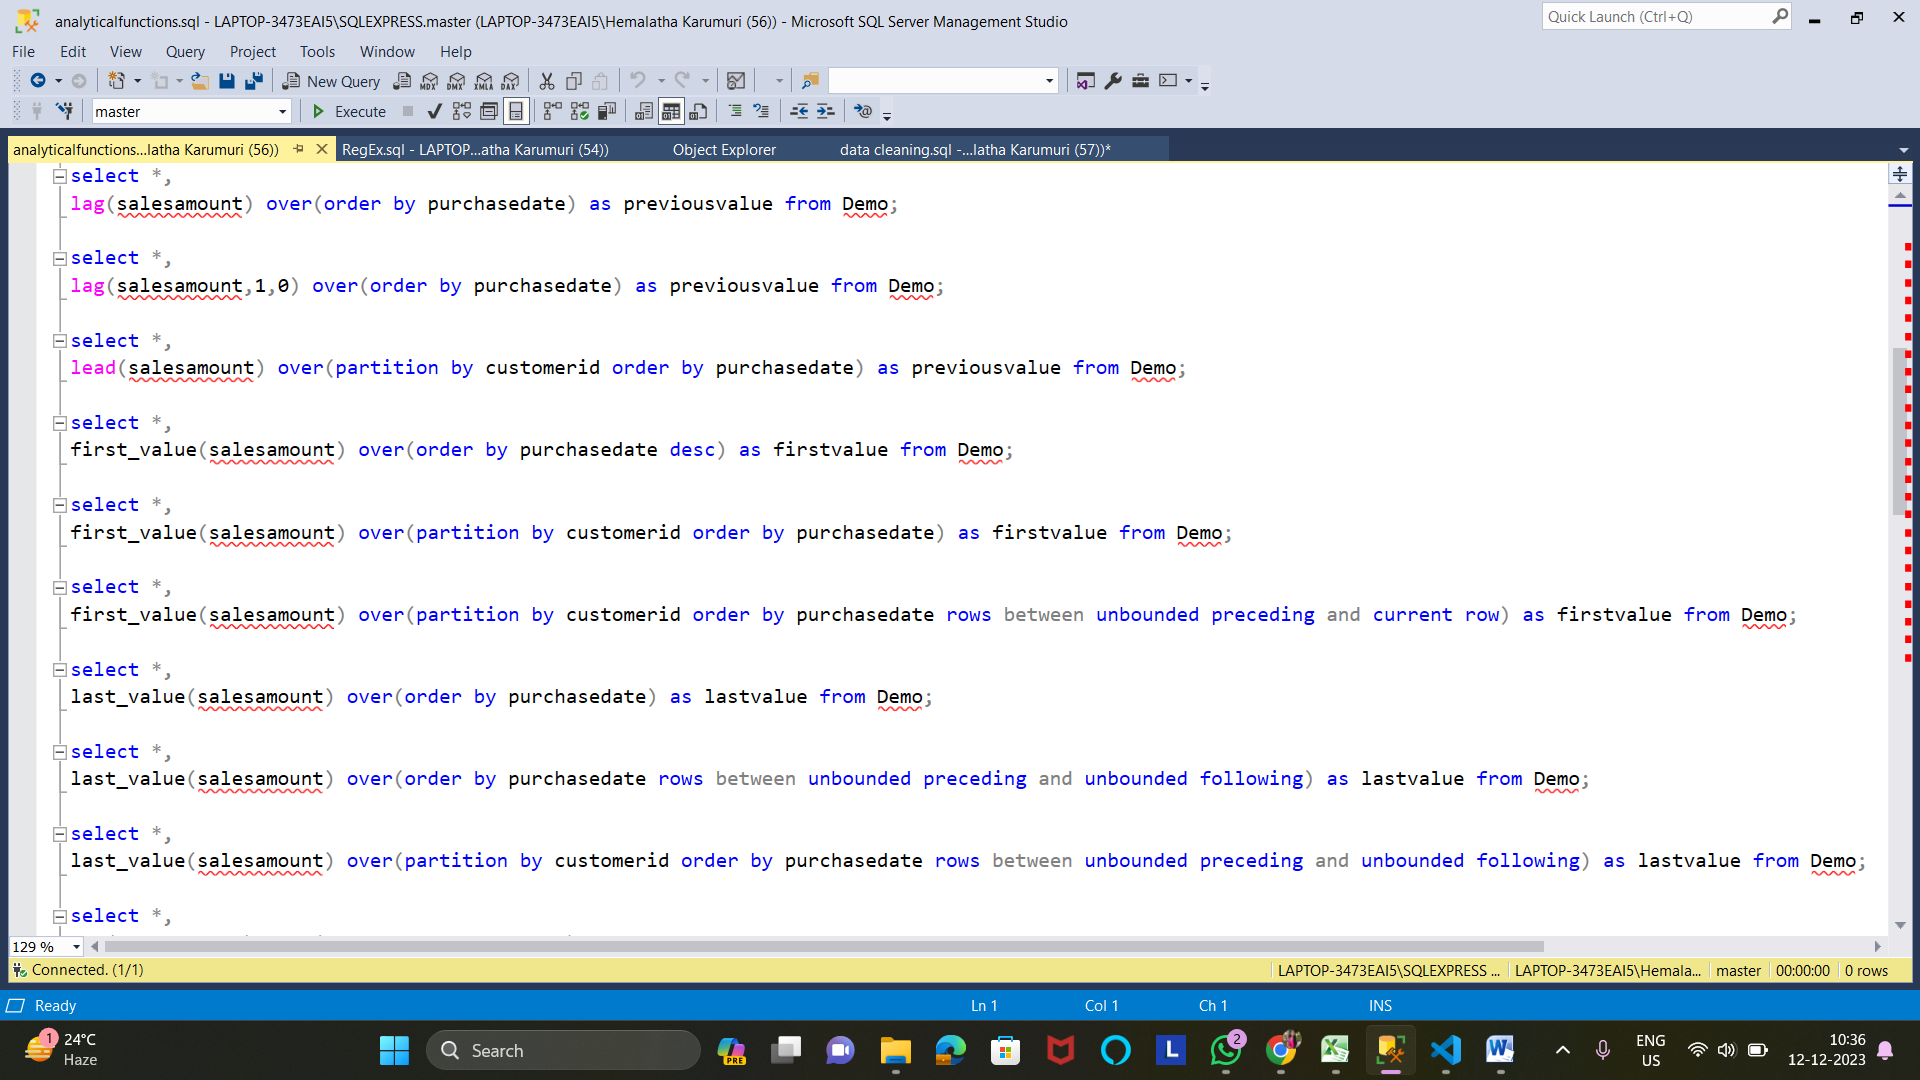 analyticalfunctions.sql - LAPTOP-3473EAI5\SQLEXPRESS.master (LAPTOP-3473EAI5\Hemalatha Karumuri (56)) - Microsoft SQL Server Management Studio
Quick Launch (Ctrl+Q)
File Edit View Query Project Tools Window Help
New Query MDX DMX XMLA DAX
master Execute
analyticalfunctions...latha Karumuri (56)) RegEx.sql - LAPTOP...atha Karumuri (54)) Object Explorer data cleaning.sql -...latha Karumuri (57))*
select *,
lag(salesamount) over(order by purchasedate) as previousvalue from Demo;
select *,
lag(salesamount,1,0) over(order by purchasedate) as previousvalue from Demo;
select *,
lead(salesamount) over(partition by customerid order by purchasedate) as previousvalue from Demo;
select *,
first_value(salesamount) over(order by purchasedate desc) as firstvalue from Demo;
select *,
first_value(salesamount) over(partition by customerid order by purchasedate) as firstvalue from Demo;
select *,
first_value(salesamount) over(partition by customerid order by purchasedate rows between unbounded preceding and current row) as firstvalue from Demo;
select *,
last_value(salesamount) over(order by purchasedate) as lastvalue from Demo;
select *,
last_value(salesamount) over(order by purchasedate rows between unbounded preceding and unbounded following) as lastvalue from Demo;
select *,
last_value(salesamount) over(partition by customerid order by purchasedate rows between unbounded preceding and unbounded following) as lastvalue from Demo;
select *,
129 %
Connected. (1/1) LAPTOP-3473EAI5\SQLEXPRESS ... LAPTOP-3473EAI5\Hemala... master 00:00:00 0 rows
Ready Ln 1 Col 1 Ch 1 INS
1 24°C
Haze
Search
PRE
L
2
ENG
US
10:36
12-12-2023